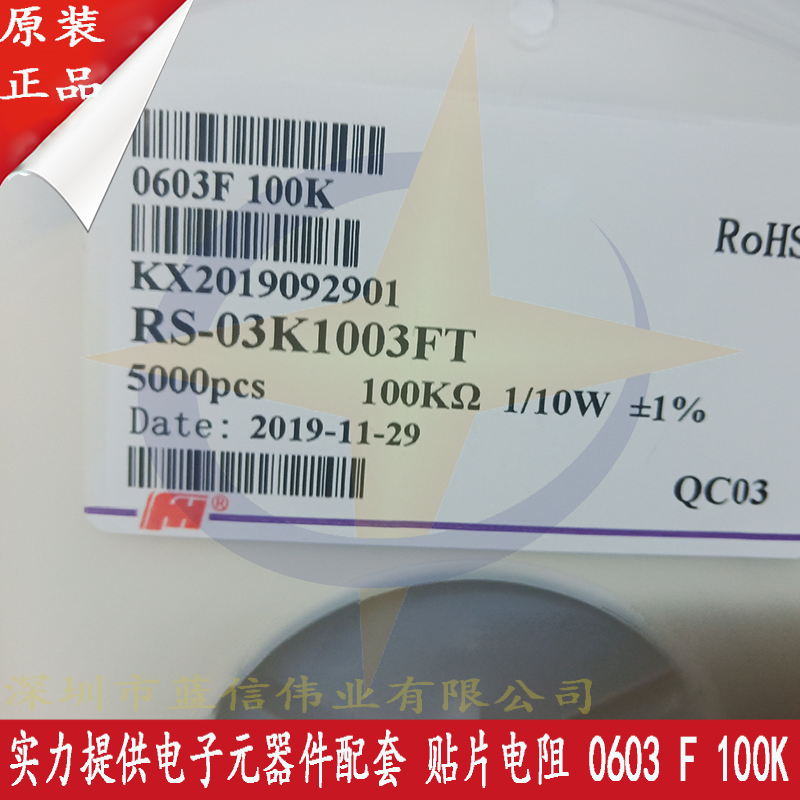 原装
正品
0603F 100K
RoHS
KX2019092901
RS-03K1003FT
5000pcs 100KΩ 1/10W ±1%
Date: 2019-11-29
QC03
®
深圳市蓝信伟业有限公司
实力提供电子元器件配套 贴片电阻 0603 F 100K